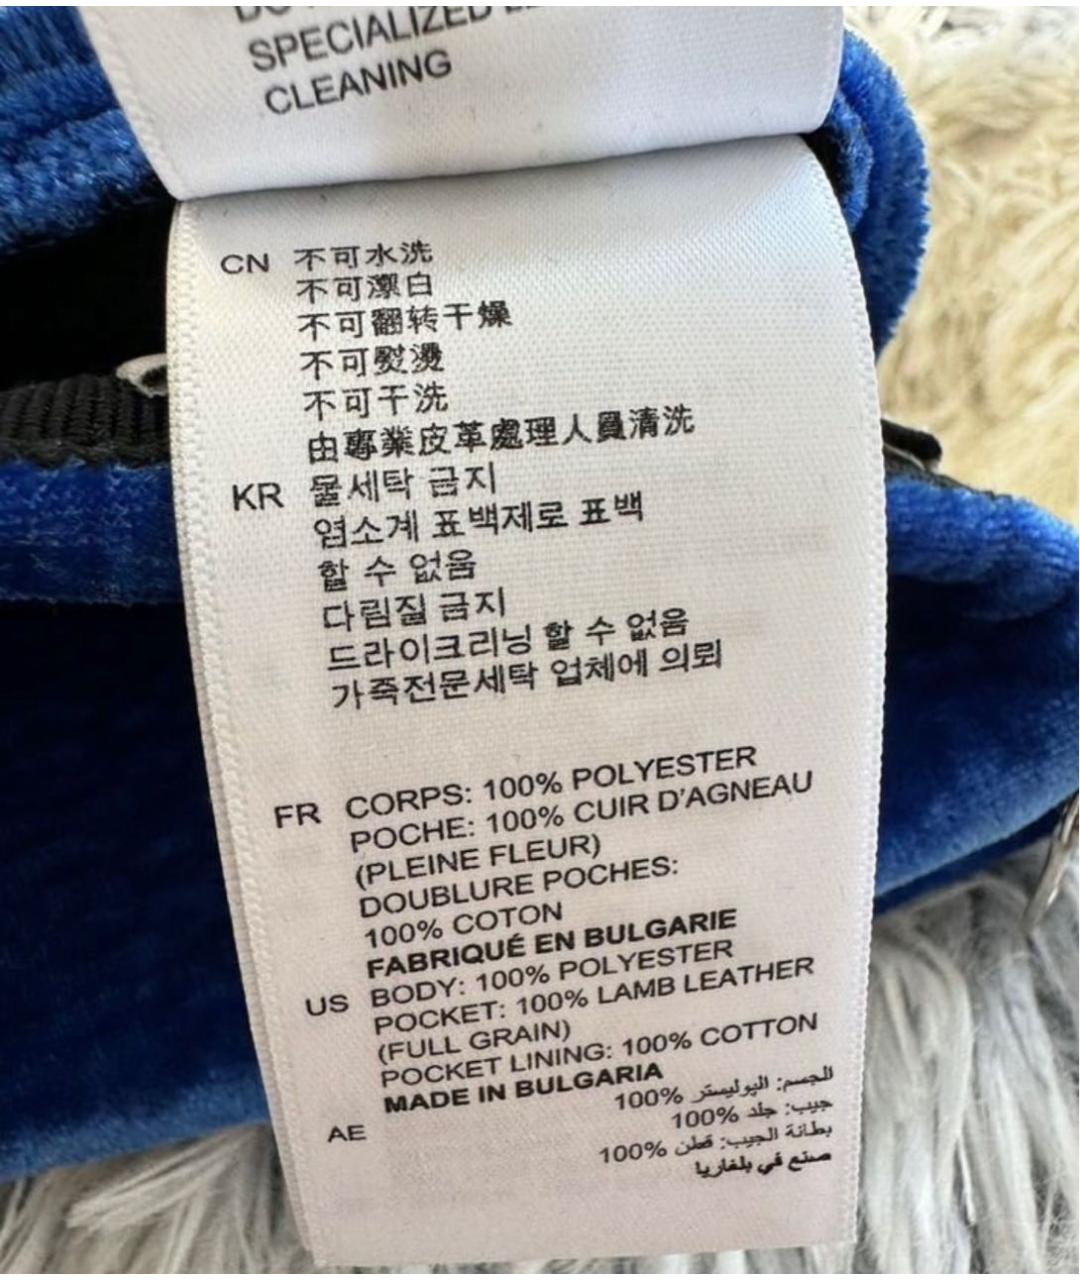 SPECIALIZED
CLEANING
CN 不可水洗
不可漂白
不可翻转干燥
不可熨燙
不可干洗
由專業皮革處理人員清洗
KR 물세탁 금지
염소계 표백제로 표백
할 수 없음
다림질 금지
드라이크리닝 할 수 없음
가죽전문세탁 업체에 의뢰
FR CORPS: 100% POLYESTER
POCHE: 100% CUIR D'AGNEAU
(PLEINE FLEUR)
DOUBLURE POCHES:
100% COTON
FABRIQUÉ EN BULGARIE
US BODY: 100% POLYESTER
POCKET: 100% LAMB LEATHER
(FULL GRAIN)
POCKET LINING: 100% COTTON
MADE IN BULGARIA
AE الجسم: البوليستر %100
جيب: جلد %100
بطانة الجيب: قطن %100
صنع في بلغاريا